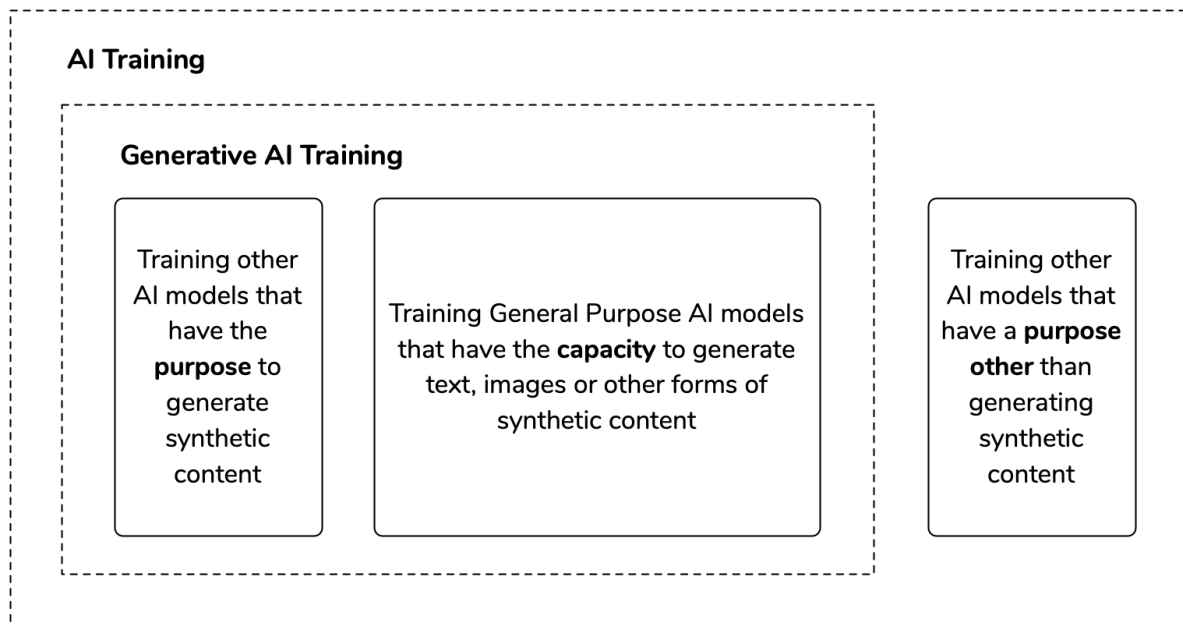 AI Training
Generative AI Training
Training other
AI models that
have the
purpose to
generate
synthetic
content
Training General Purpose AI models
that have the capacity to generate
text, images or other forms of
synthetic content
Training other
AI models that
have a purpose
other than
generating
synthetic
content